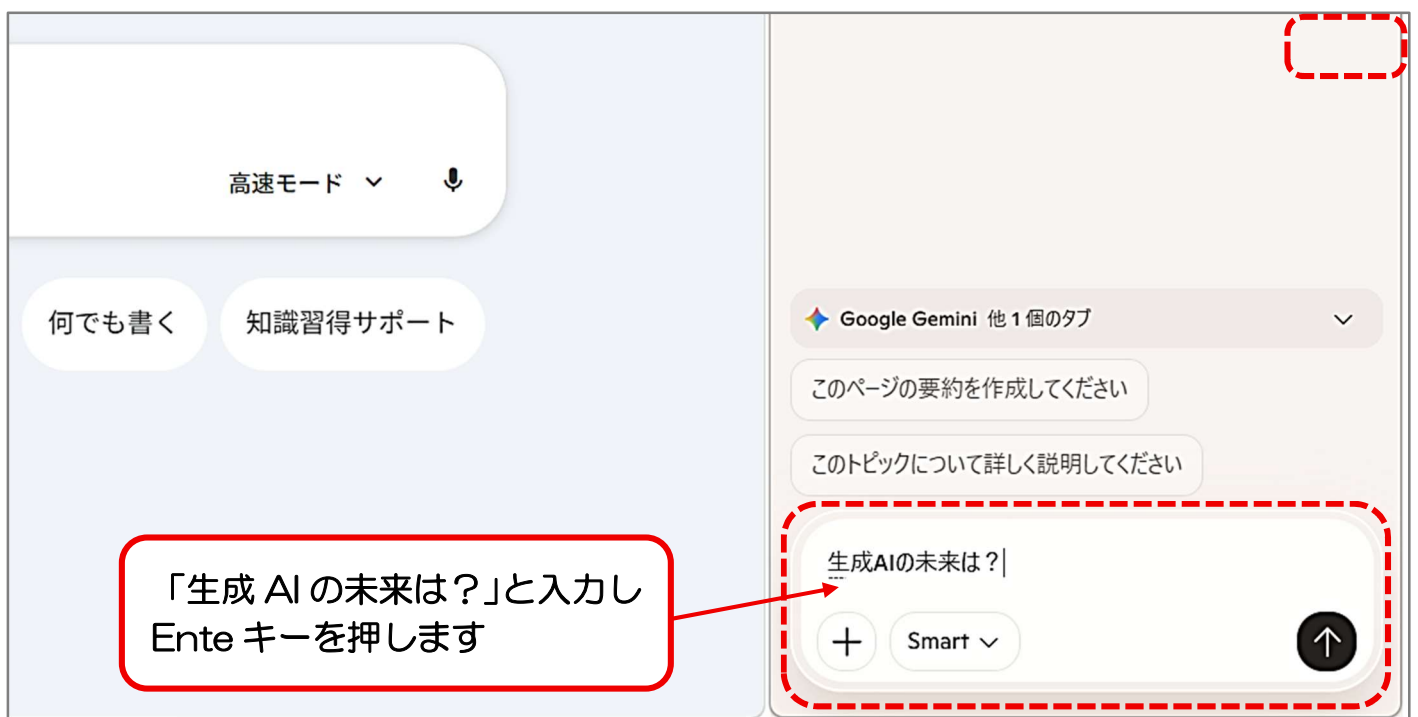 高速モード
何でも書く
知識習得サポート
Google Gemini 他 1 個のタブ
このページの要約を作成してください
このトピックについて詳しく説明してください
「生成 AI の未来は？」と入力し
Ente キーを押します
生成AIの未来は？
Smart